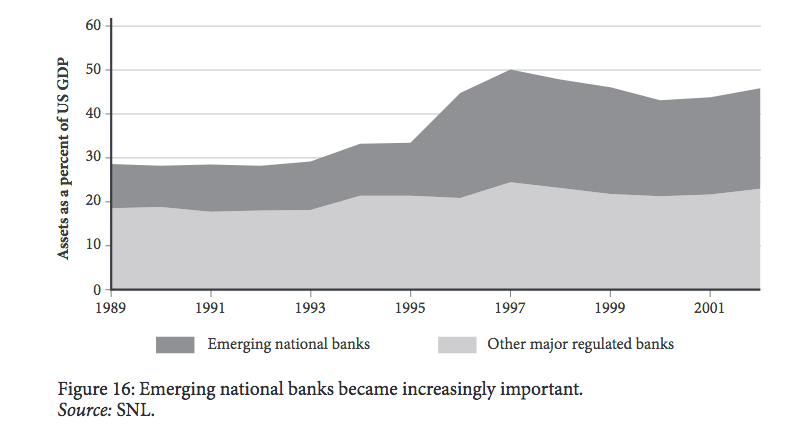 Assets as a percent of US GDP
60
50
40
30
20
10
0
1989 1991 1993 1995 1997 1999 2001
Emerging national banks Other major regulated banks
Figure 16: Emerging national banks became increasingly important.
Source: SNL.